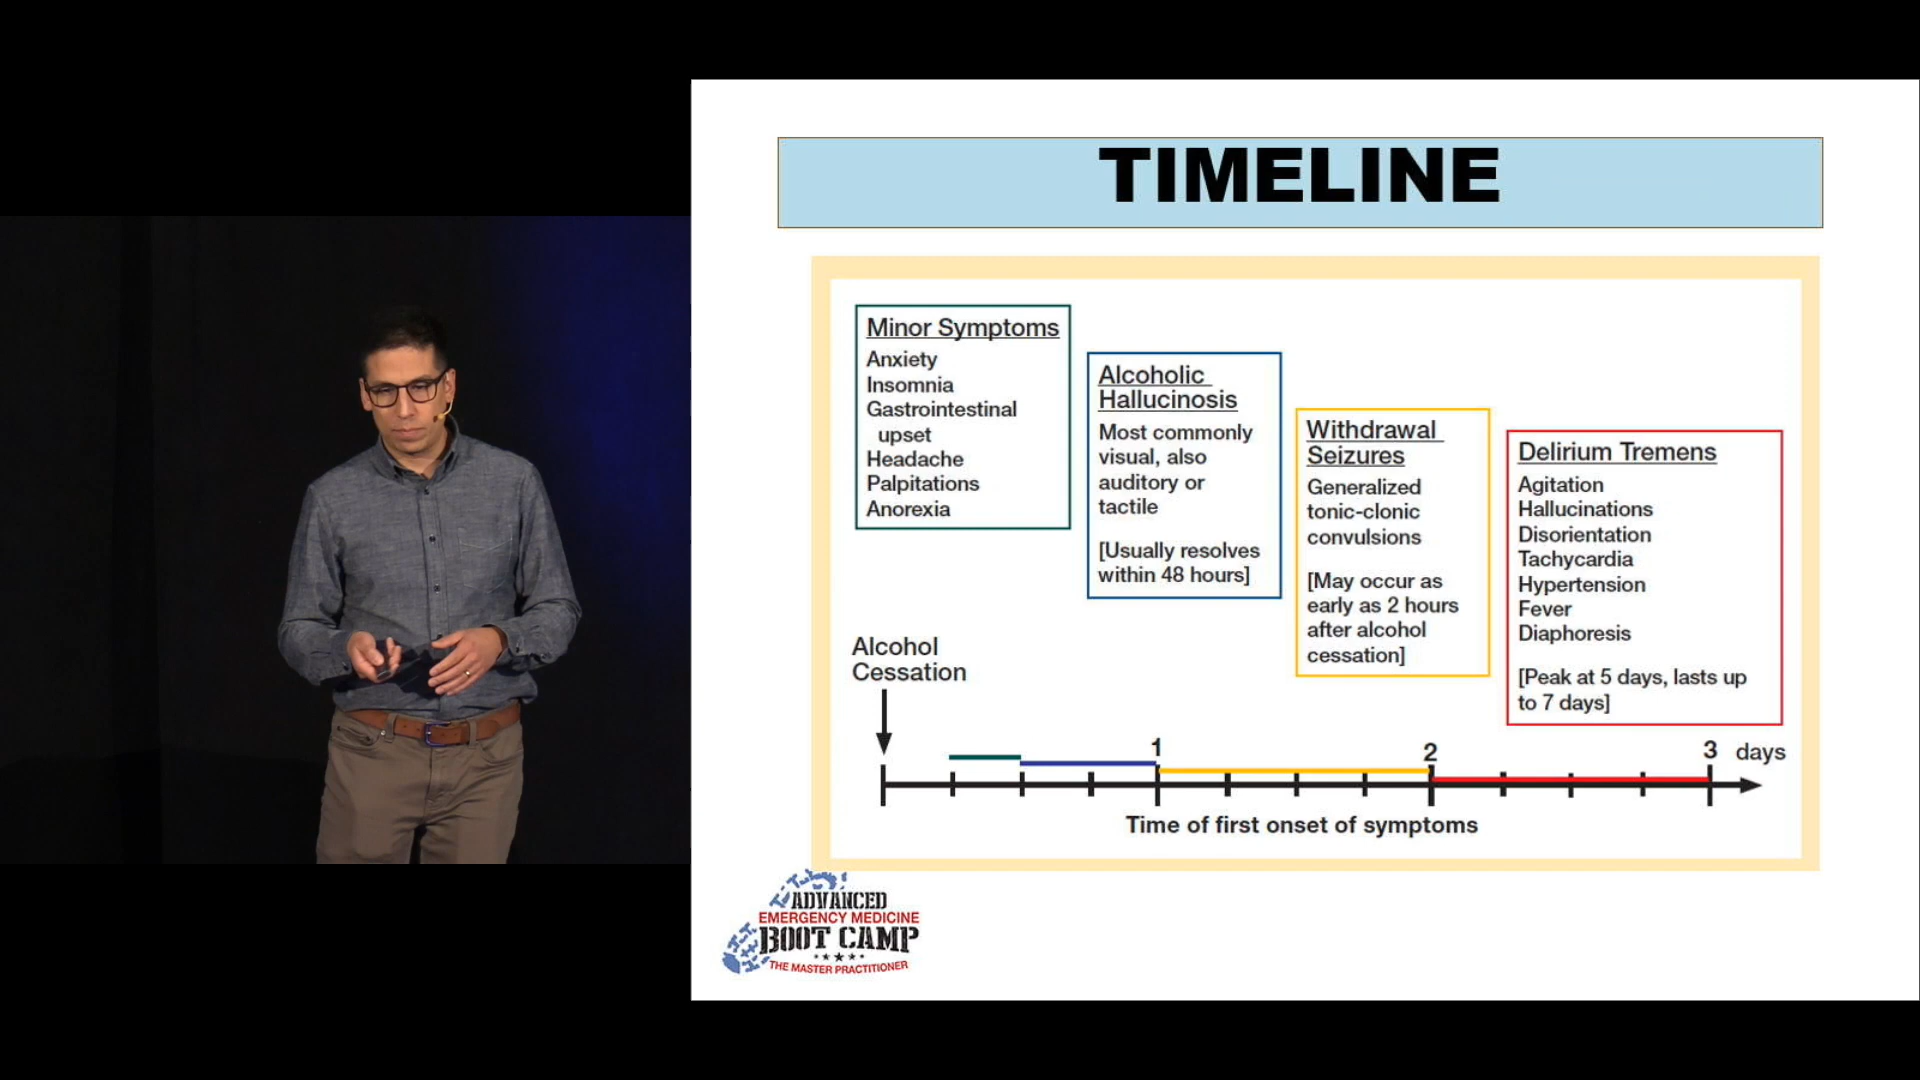 TIMELINE
Minor Symptoms
Anxiety
Insomnia
Gastrointestinal
upset
Headache
Palpitations
Anorexia
Alcoholic
Hallucinosis
Most commonly
visual, also
auditory or
tactile
[Usually resolves
within 48 hours]
Withdrawal
Seizures
Generalized
tonic-clonic
convulsions
[May occur as
early as 2 hours
after alcohol
cessation]
Delirium Tremens
Agitation
Hallucinations
Disorientation
Tachycardia
Hypertension
Fever
Diaphoresis
[Peak at 5 days, lasts up
to 7 days]
Alcohol
Cessation
1
2
3 days
Time of first onset of symptoms
ADVANCED
EMERGENCY MEDICINE
BOOT CAMP
THE MASTER PRACTITIONER